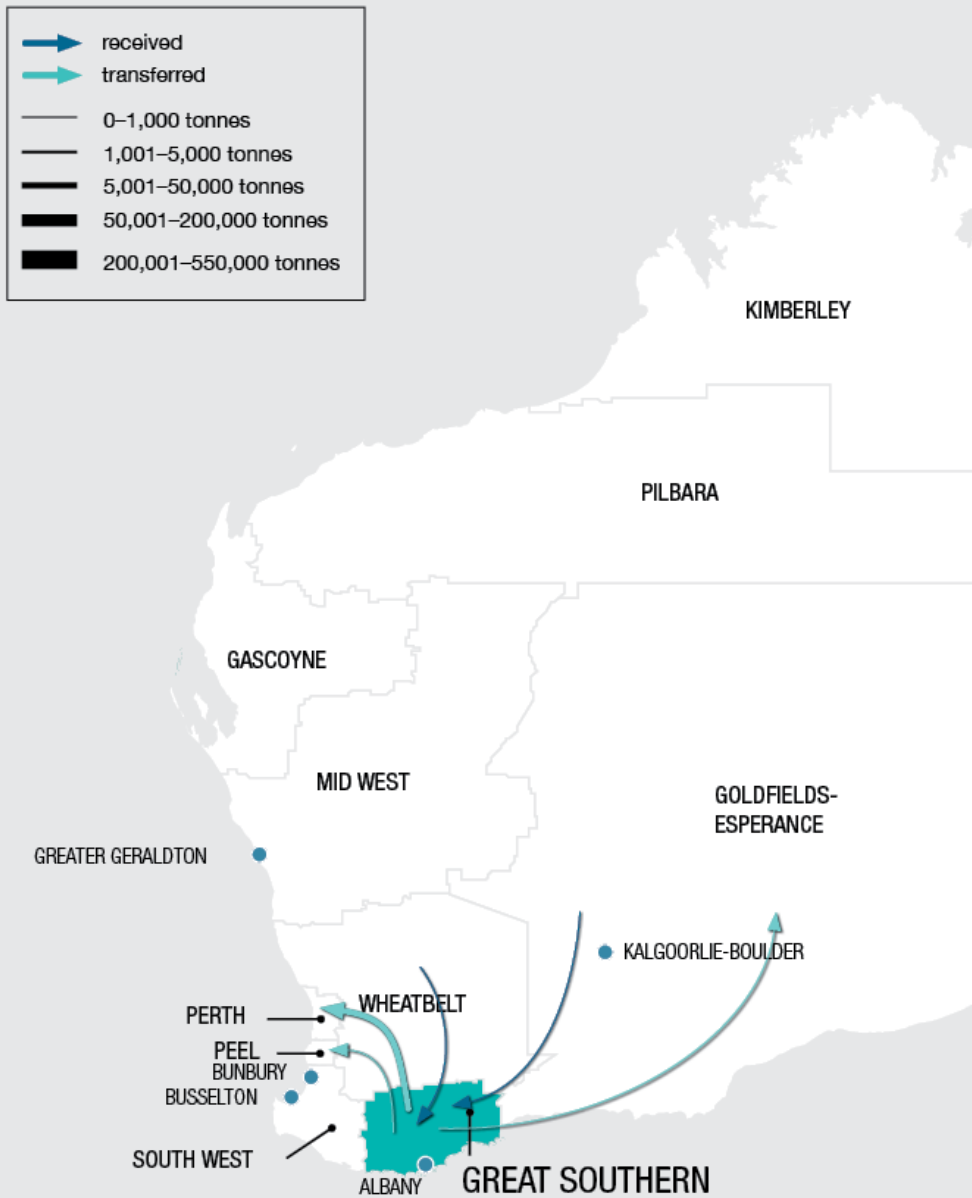 received
transferred
0–1,000 tonnes
1,001–5,000 tonnes
5,001–50,000 tonnes
50,001–200,000 tonnes
200,001–550,000 tonnes
KIMBERLEY
PILBARA
GASCOYNE
MID WEST
GOLDFIELDS-
ESPERANCE
GREATER GERALDTON
KALGOORLIE-BOULDER
WHEATBELT
PERTH
PEEL
BUNBURY
BUSSELTON
SOUTH WEST
ALBANY
GREAT SOUTHERN